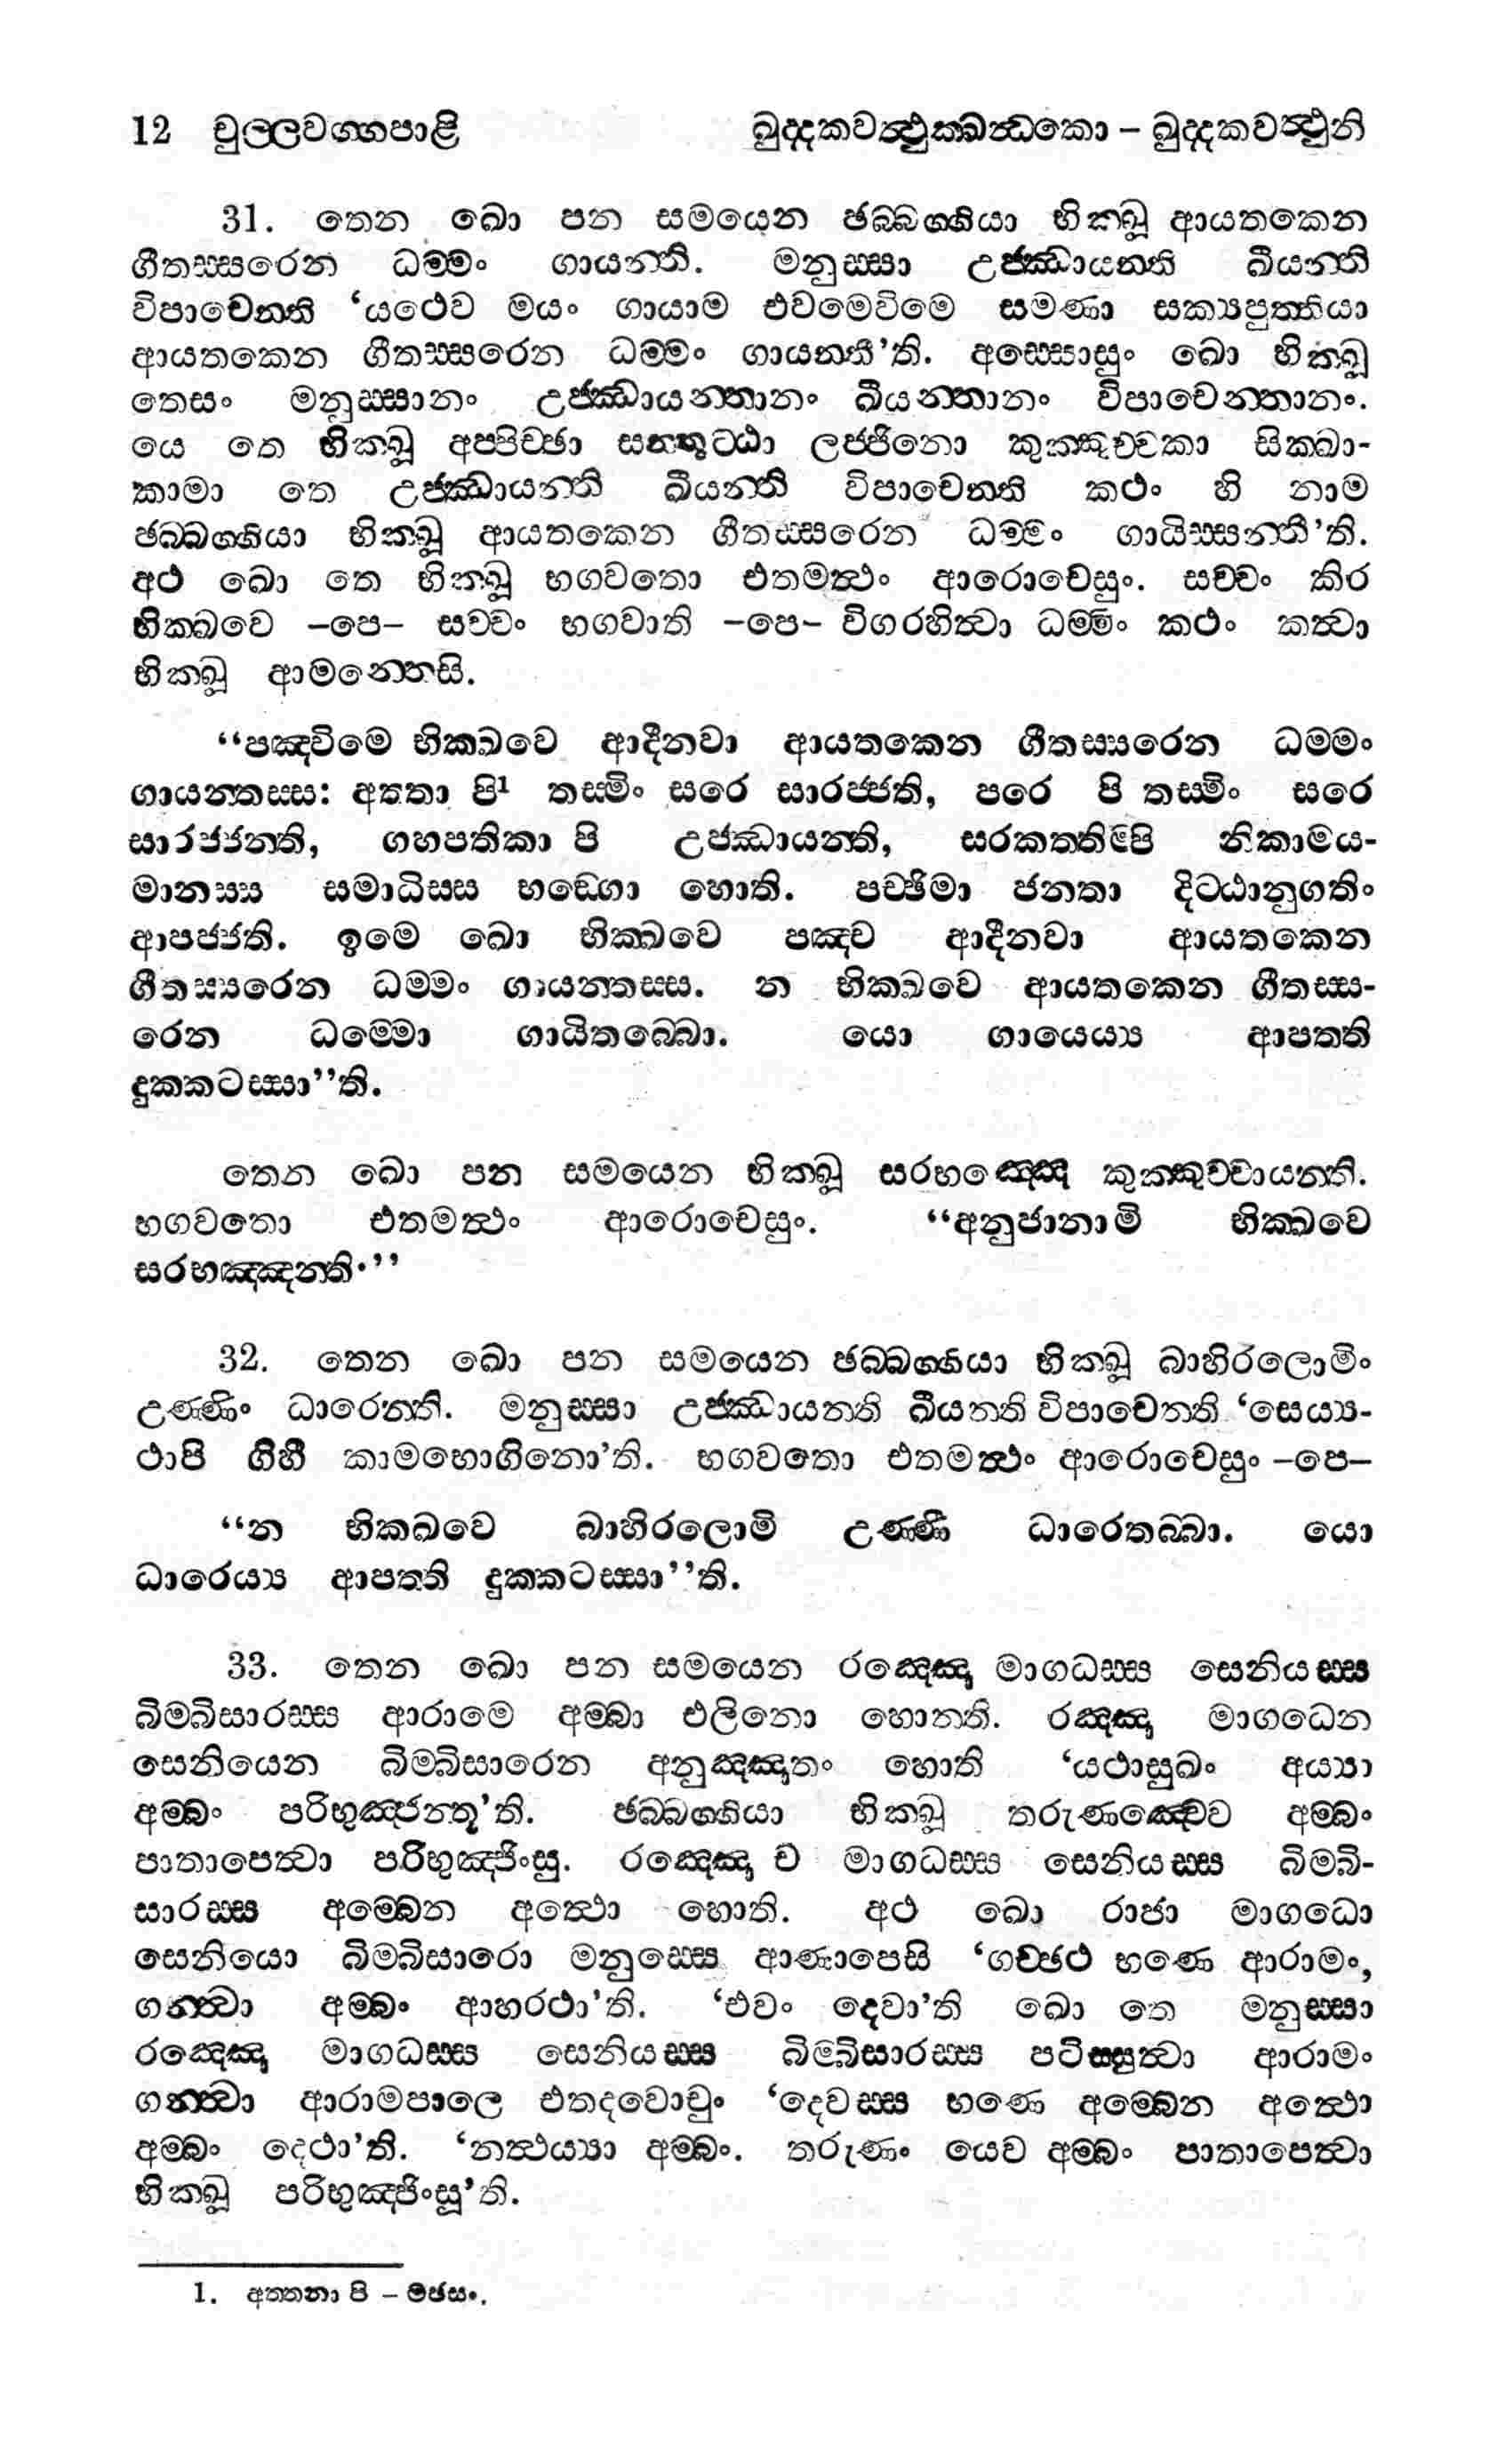 12 චුල්ලවග්ගපාළි ඛුද්දකවත්ථුක්ඛන්ධකො – ඛුද්දකවත්ථුනි
31. තෙන ඛො පන සමයෙන ඡබ්බග්ගියා භික්ඛූ ආයතකෙන
ගීතස්සරෙන ධම්මං ගායන්ති. මනුස්සා උජ්ඣායන්ති ඛීයන්ති
විපාචෙන්ති ‘යථෙව මයං ගායාම එවමෙවිමෙ සමණා සක්‍යපුත්තියා
ආයතකෙන ගීතස්සරෙන ධම්මං ගායන්තී’ති. අස්සොසුං ඛො භික්ඛූ
තෙසං මනුස්සානං උජ්ඣායන්තානං ඛීයන්තානං විපාචෙන්තානං.
යෙ තෙ භික්ඛූ අප්පිච්ඡා සන්තුට්ඨා ලජ්ජිනො කුක්කුච්චකා සික්ඛා-
කාමා තෙ උජ්ඣායන්ති ඛීයන්ති විපාචෙන්ති කථං හි නාම
ඡබ්බග්ගියා භික්ඛූ ආයතකෙන ගීතස්සරෙන ධම්මං ගායිස්සන්තී’ති.
අථ ඛො තෙ භික්ඛූ භගවතො එතමත්ථං ආරොචෙසුං. සච්චං කිර
භික්ඛවෙ –පෙ– සච්චං භගවාති –පෙ– විගරහිත්වා ධම්මිං කථං කත්වා
භික්ඛූ ආමන්තෙසි.
“පඤ්චිමෙ භික්ඛවෙ ආදීනවා ආයතකෙන ගීතස්සරෙන ධම්මං
ගායන්තස්ස: අත්තා පි¹ තස්මිං සරෙ සාරජ්ජති, පරෙ පි තස්මිං සරෙ
සාරජ්ජන්ති, ගහපතිකා පි උජ්ඣායන්ති, සරකත්තිම්පි නිකාමය-
මානස්ස සමාධිස්ස භඞ්ගො හොති. පච්ඡිමා ජනතා දිට්ඨානුගතිං
ආපජ්ජති. ඉමෙ ඛො භික්ඛවෙ පඤ්ච ආදීනවා ආයතකෙන
ගීතස්සරෙන ධම්මං ගායන්තස්ස. න භික්ඛවෙ ආයතකෙන ගීතස්ස-
රෙන ධම්මො ගායිතබ්බො. යො ගායෙය්‍ය ආපත්ති
දුක්කටස්සා”ති.
තෙන ඛො පන සමයෙන භික්ඛූ සරභඤ්ඤෙ කුක්කුච්චායන්ති.
භගවතො එතමත්ථං ආරොචෙසුං. “අනුජානාමි භික්ඛවෙ
සරභඤ්ඤන්ති.”
32. තෙන ඛො පන සමයෙන ඡබ්බග්ගියා භික්ඛූ බාහිරලොමිං
උණ්ණිං ධාරෙන්ති. මනුස්සා උජ්ඣායන්ති ඛීයන්ති විපාචෙන්ති ‘සෙය්‍ය-
ථාපි ගිහී කාමභොගිනො’ති. භගවතො එතමත්ථං ආරොචෙසුං –පෙ–
“න භික්ඛවෙ බාහිරලොමි උණ්ණි ධාරෙතබ්බා. යො
ධාරෙය්‍ය ආපත්ති දුක්කටස්සා”ති.
33. තෙන ඛො පන සමයෙන රඤ්ඤො මාගධස්ස සෙනියස්ස
බිම්බිසාරස්ස ආරාමෙ අම්බා ඵලිනො හොන්ති. රඤ්ඤා මාගධෙන
සෙනියෙන බිම්බිසාරෙන අනුඤ්ඤාතං හොති ‘යථාසුඛං අය්‍යා
අම්බං පරිභුඤ්ජන්තූ’ති. ඡබ්බග්ගියා භික්ඛූ තරුණඤ්ඤෙව අම්බං
පාතාපෙත්වා පරිභුඤ්ජිංසු. රඤ්ඤො ච මාගධස්ස සෙනියස්ස බිම්බි-
සාරස්ස අම්බෙන අත්ථො හොති. අථ ඛො රාජා මාගධො
සෙනියො බිම්බිසාරො මනුස්සෙ ආණාපෙසි ‘ගච්ඡථ භණෙ ආරාමං,
ගන්ත්වා අම්බං ආහරථා’ති. ‘එවං දෙවා’ති ඛො තෙ මනුස්සා
රඤ්ඤො මාගධස්ස සෙනියස්ස බිම්බිසාරස්ස පටිස්සුත්වා ආරාමං
ගන්ත්වා ආරාමපාලෙ එතදවොචුං ‘දෙවස්ස භණෙ අම්බෙන අත්ථො
අම්බං දෙථා’ති. ‘නත්ථය්‍යා අම්බං. තරුණං යෙව අම්බං පාතාපෙත්වා
භික්ඛූ පරිභුඤ්ජිංසූ’ති.
1. අත්තනා පි – මඡසං.